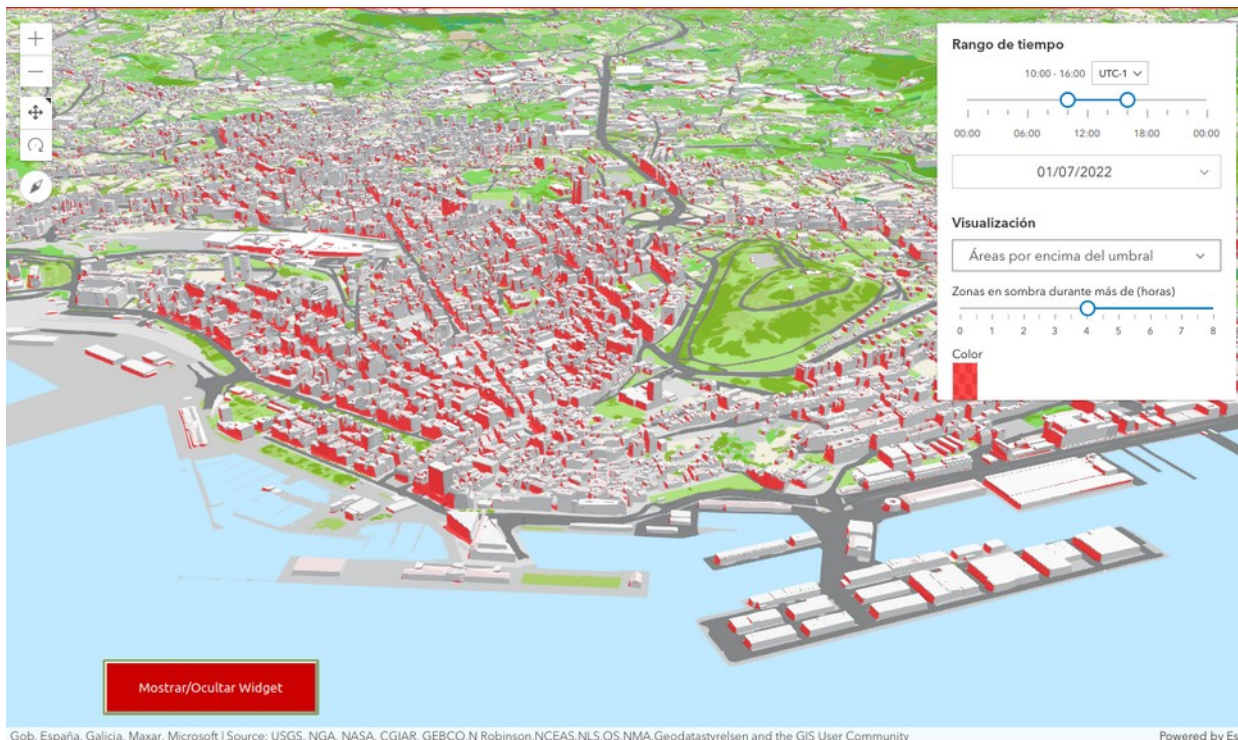 Rango de tiempo
10:00 - 16:00 UTC-1
00:00 06:00 12:00 18:00 00:00
01/07/2022
Visualización
Áreas por encima del umbral
Zonas en sombra durante más de (horas)
0 1 2 3 4 5 6 7 8
Color
Mostrar/Ocultar Widget
Gob. España, Galicia, Maxar, Microsoft | Source: USGS, NGA, NASA, CGIAR, GEBCO,N Robinson,NCEAS,NLS,OS,NMA,Geodatastyrelsen and the GIS User Community Powered by Es